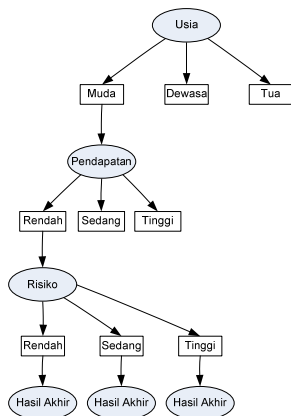 Usia
Muda
Dewasa
Tua
Pendapatan
Rendah
Sedang
Tinggi
Risiko
Rendah
Sedang
Tinggi
Hasil Akhir
Hasil Akhir
Hasil Akhir